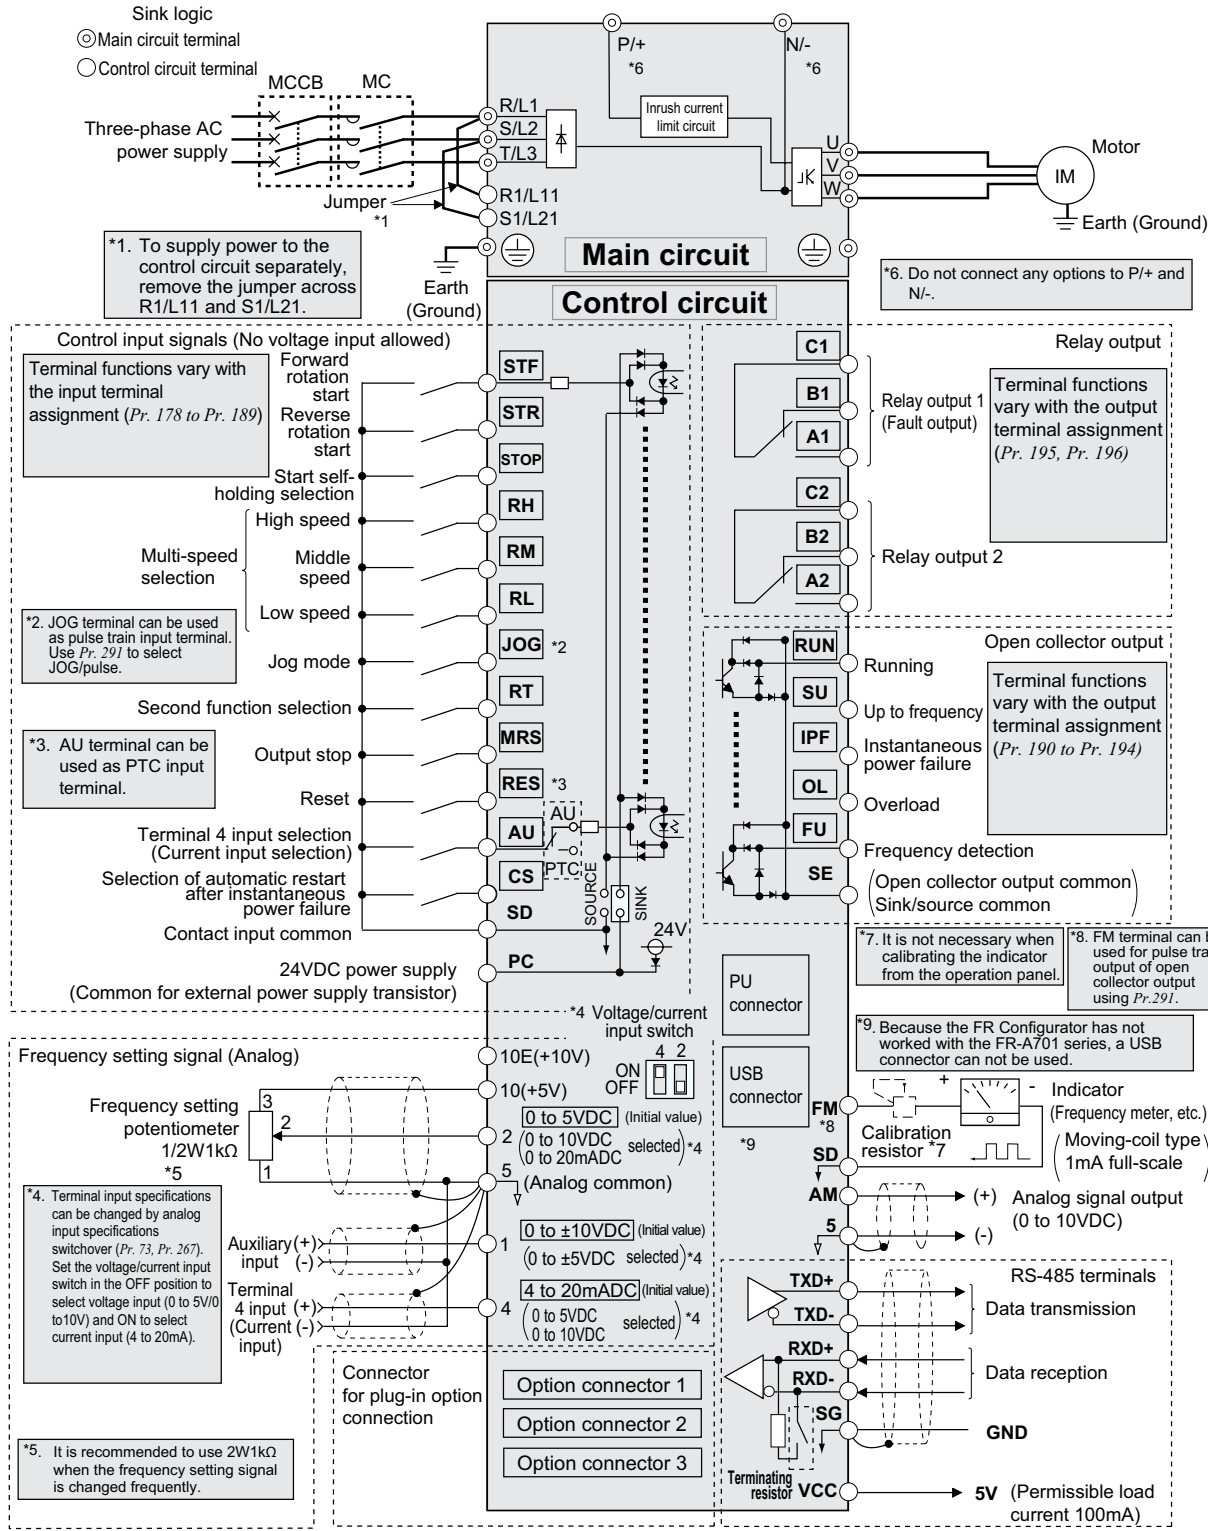 Sink logic
Main circuit terminal
Control circuit terminal
MCCB
MC
Three-phase AC
power supply
Jumper
*1
R/L1
S/L2
T/L3
R1/L11
S1/L21
P/+
*6
N/-
*6
Inrush current
limit circuit
U
V
W
Motor
IM
Earth (Ground)
*1. To supply power to the
control circuit separately,
remove the jumper across
R1/L11 and S1/L21.
Earth
(Ground)
Main circuit
*6. Do not connect any options to P/+ and
N/-.
Control circuit
Control input signals (No voltage input allowed)
Terminal functions vary with
the input terminal
assignment (Pr. 178 to Pr. 189)
Forward
rotation
start
Reverse
rotation
start
Start self-
holding selection
Multi-speed
selection
High speed
Middle
speed
Low speed
*2. JOG terminal can be used
as pulse train input terminal.
Use Pr. 291 to select
JOG/pulse.
Jog mode
Second function selection
*3. AU terminal can be
used as PTC input
terminal.
Output stop
Reset
Terminal 4 input selection
(Current input selection)
Selection of automatic restart
after instantaneous
power failure
Contact input common
24VDC power supply
(Common for external power supply transistor)
STF
STR
STOP
RH
RM
RL
JOG *2
RT
MRS
RES *3
AU
CS
SD
PC
AU
PTC
SOURCE
SINK
24V
Relay output
C1
B1
A1
Relay output 1
(Fault output)
Terminal functions
vary with the output
terminal assignment
(Pr. 195, Pr. 196)
C2
B2
A2
Relay output 2
Open collector output
RUN
Running
SU
Up to frequency
IPF
Instantaneous
power failure
OL
Overload
FU
Frequency detection
SE
Open collector output common
Sink/source common
Terminal functions
vary with the output
terminal assignment
(Pr. 190 to Pr. 194)
*7. It is not necessary when
calibrating the indicator
from the operation panel.
*8. FM terminal can
used for pulse
output of open
collector output
using Pr.291.
*9. Because the FR Configurator has not
worked with the FR-A701 series, a USB
connector can not be used.
PU
connector
USB
connector
*9
*4 Voltage/current
input switch
4 2
ON
OFF
Frequency setting signal (Analog)
Frequency setting
potentiometer
1/2W1kΩ
*5
3
2
1
10E(+10V)
10(+5V)
2
0 to 5VDC (Initial value)
0 to 10VDC
0 to 20mADC selected *4
5
(Analog common)
*4. Terminal input specifications
can be changed by analog
input specifications
switchover (Pr. 73, Pr. 267).
Set the voltage/current input
switch in the OFF position to
select voltage input (0 to 5V/0
to10V) and ON to select
current input (4 to 20mA).
Auxiliary (+)
input (-)
1
0 to ±10VDC (Initial value)
(0 to ±5VDC selected) *4
Terminal
4 input (+)
(Current (-)
input)
4
4 to 20mADC (Initial value)
0 to 5VDC
0 to 10VDC selected *4
*5. It is recommended to use 2W1kΩ
when the frequency setting signal
is changed frequently.
Connector
for plug-in option
connection
Option connector 1
Option connector 2
Option connector 3
FM
*8
+
-
Indicator
(Frequency meter, etc.)
Calibration
resistor *7
Moving-coil type
1mA full-scale
SD
AM
(+)
Analog signal output
(0 to 10VDC)
5
(-)
RS-485 terminals
TXD+
TXD-
Data transmission
RXD+
RXD-
Data reception
SG
GND
Terminating
resistor
VCC
5V (Permissible load
current 100mA)